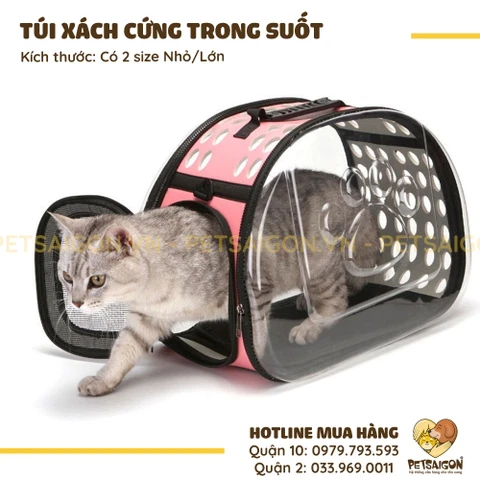 TÚI XÁCH CỨNG TRONG SUỐT
Kích thước: Có 2 size Nhỏ/Lớn
PETSAIGON.VN - PETSAIGON.VN - PETSAIGON
HOTLINE MUA HÀNG
Quận 10: 0979.793.593
Quận 2: 033.969.0011
PETSAIGON